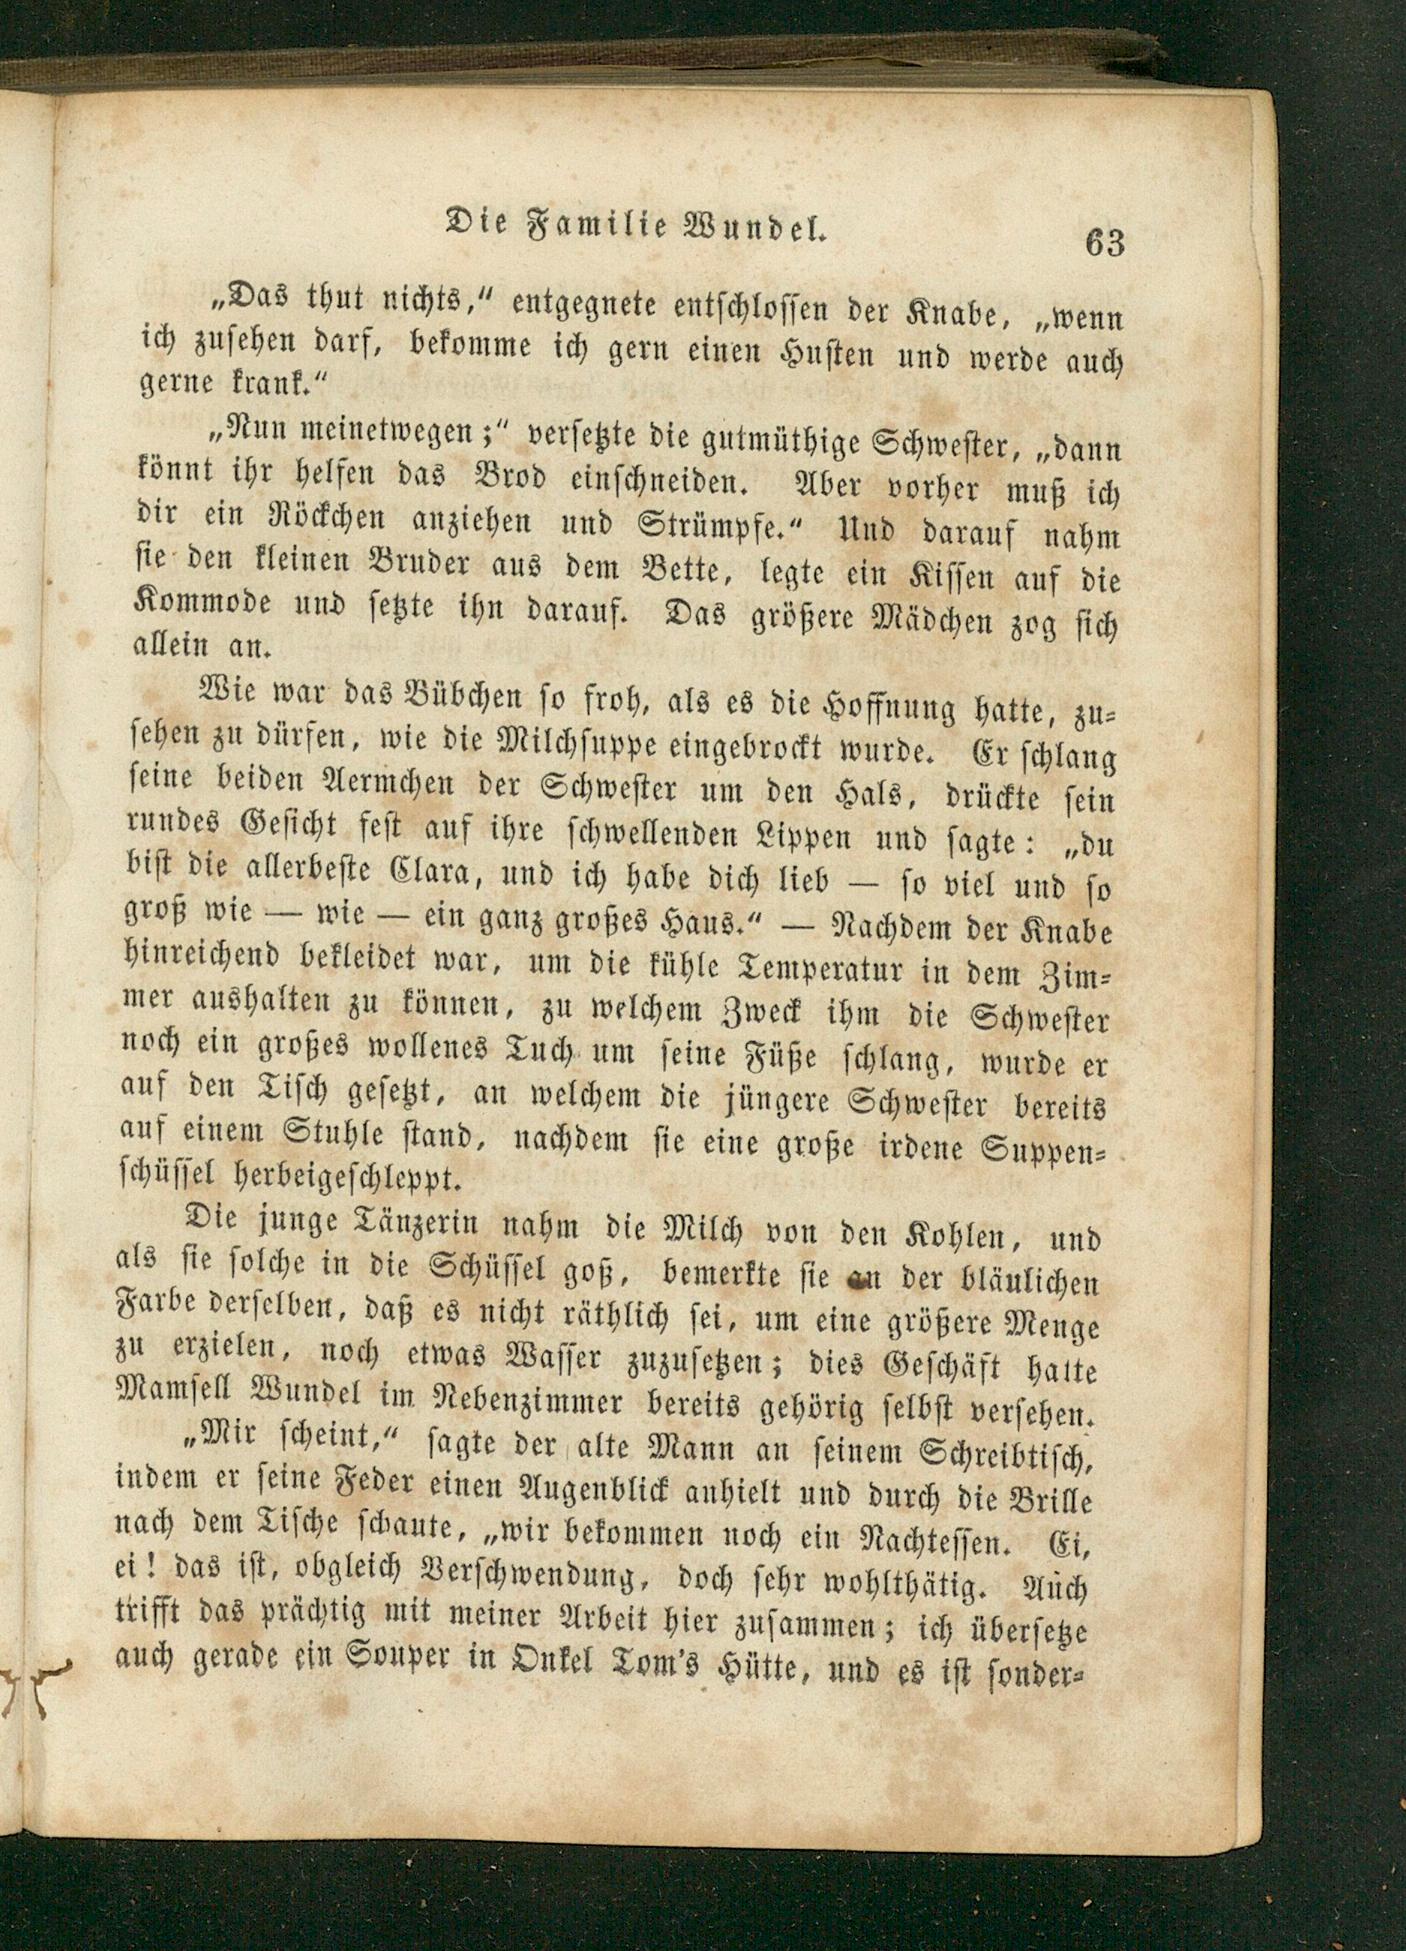 Die Familie Wundel.
63
„Das thut nichts,“ entgegnete entschlossen der Knabe, „wenn
ich zusehen darf, bekomme ich gern einen Husten und werde auch
gerne krank.“
„Nun meinetwegen;“ versetzte die gutmüthige Schwester, „dann
könnt ihr helfen das Brod einschneiden. Aber vorher muß ich
dir ein Röckchen anziehen und Strümpfe.“ Und darauf nahm
sie den kleinen Bruder aus dem Bette, legte ein Kissen auf die
Kommode und setzte ihn darauf. Das größere Mädchen zog sich
allein an.
Wie war das Bübchen so froh, als es die Hoffnung hatte, zu-
sehen zu dürfen, wie die Milchsuppe eingebrockt wurde. Er schlang
seine beiden Aermchen der Schwester um den Hals, drückte sein
rundes Gesicht fest auf ihre schwellenden Lippen und sagte: „du
bist die allerbeste Clara, und ich habe dich lieb — so viel und so
groß wie — wie — ein ganz großes Haus.“ — Nachdem der Knabe
hinreichend bekleidet war, um die kühle Temperatur in dem Zim-
mer aushalten zu können, zu welchem Zweck ihm die Schwester
noch ein großes wollenes Tuch um seine Füße schlang, wurde er
auf den Tisch gesetzt, an welchem die jüngere Schwester bereits
auf einem Stuhle stand, nachdem sie eine große irdene Suppen-
schüssel herbeigeschleppt.
Die junge Tänzerin nahm die Milch von den Kohlen, und
als sie solche in die Schüssel goß, bemerkte sie an der bläulichen
Farbe derselben, daß es nicht räthlich sei, um eine größere Menge
zu erzielen, noch etwas Wasser zuzusetzen; dies Geschäft hatte
Mamsell Wundel im Nebenzimmer bereits gehörig selbst versehen.
„Mir scheint,“ sagte der alte Mann an seinem Schreibtisch,
indem er seine Feder einen Augenblick anhielt und durch die Brille
nach dem Tische schaute, „wir bekommen noch ein Nachtessen. Ei,
ei! das ist, obgleich Verschwendung, doch sehr wohlthätig. Auch
trifft das prächtig mit meiner Arbeit hier zusammen; ich übersetze
auch gerade ein Souper in Onkel Tom's Hütte, und es ist sonder-